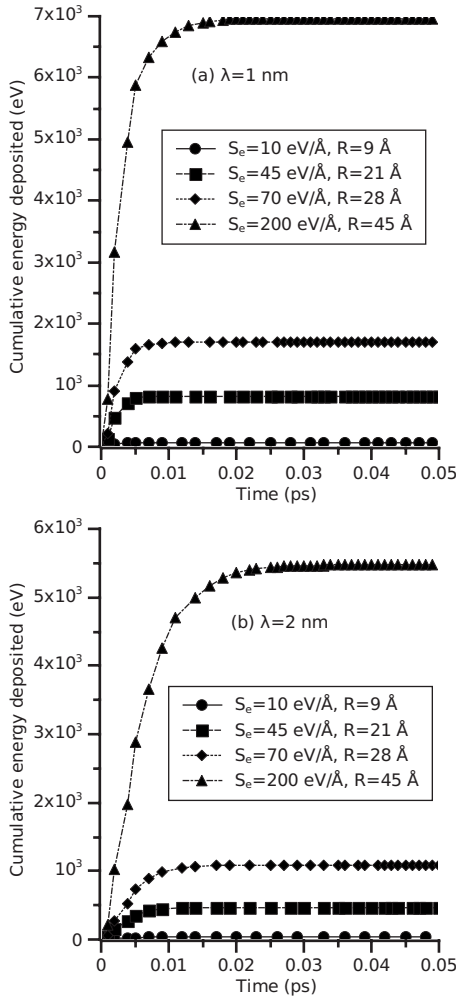 7x10³
6x10³
5x10³
4x10³
3x10³
2x10³
10³
0
Cumulative energy deposited (eV)
(a) λ=1 nm
Sₑ=10 eV/Å, R=9 Å
Sₑ=45 eV/Å, R=21 Å
Sₑ=70 eV/Å, R=28 Å
Sₑ=200 eV/Å, R=45 Å
0 0.01 0.02 0.03 0.04 0.05
Time (ps)
6x10³
5x10³
4x10³
3x10³
2x10³
10³
0
Cumulative energy deposited (eV)
(b) λ=2 nm
Sₑ=10 eV/Å, R=9 Å
Sₑ=45 eV/Å, R=21 Å
Sₑ=70 eV/Å, R=28 Å
Sₑ=200 eV/Å, R=45 Å
0 0.01 0.02 0.03 0.04 0.05
Time (ps)